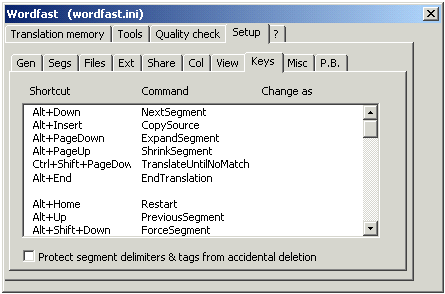 Wordfast (wordfast.ini)
Translation memory Tools Quality check Setup ?
Gen Segs Files Ext Share Col View Keys Misc P.B.
Shortcut Command Change as
Alt+Down NextSegment
Alt+Insert CopySource
Alt+PageDown ExpandSegment
Alt+PageUp ShrinkSegment
Ctrl+Shift+PageDow TranslateUntilNoMatch
Alt+End EndTranslation
Alt+Home Restart
Alt+Up PreviousSegment
Alt+Shift+Down ForceSegment
Protect segment delimiters & tags from accidental deletion